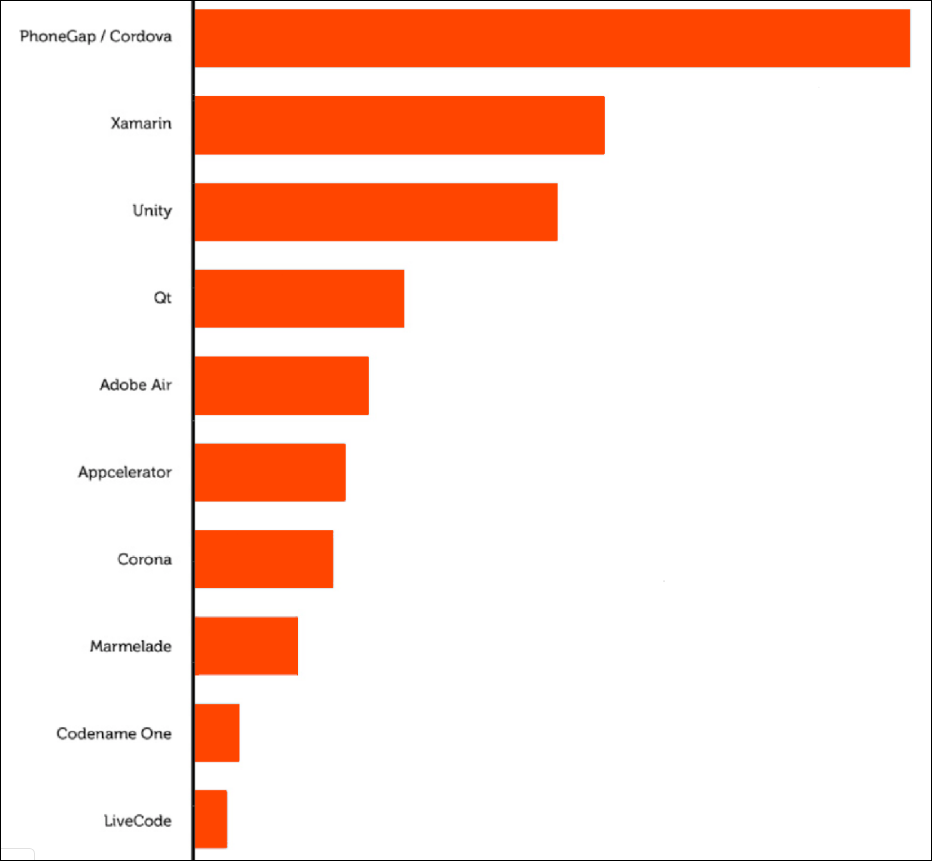 PhoneGap / Cordova
Xamarin
Unity
Qt
Adobe Air
Appcelerator
Corona
Marmelade
Codename One
LiveCode